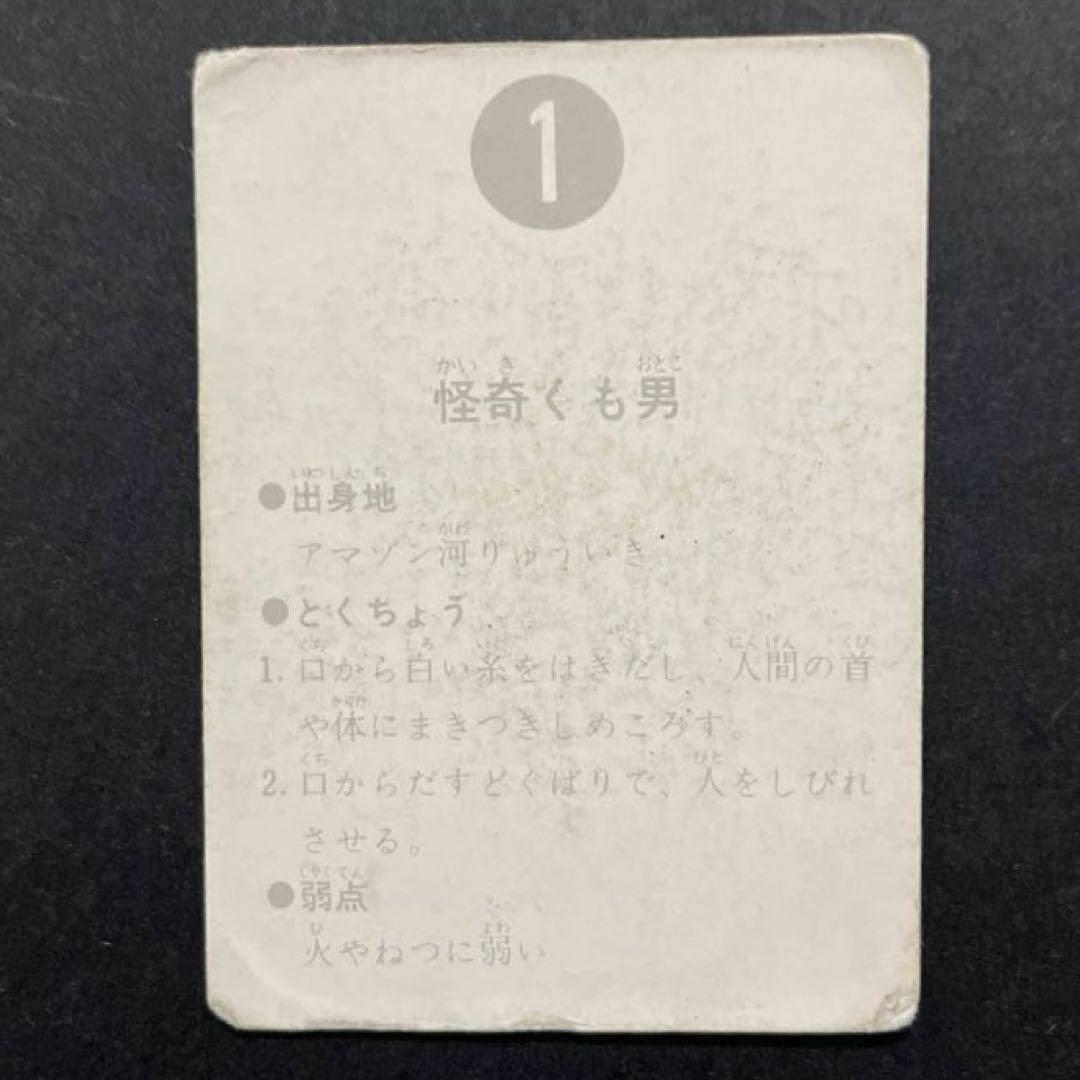 1
怪奇くも男
●出身地
アマゾン河りゅういき
●とくちょう
1. 口から白い糸をはきだし、人間の首
や体にまきつきしめころす。
2. 口からだすどくばりで、人をしびれ
させる。
●弱点
火やねつに弱い